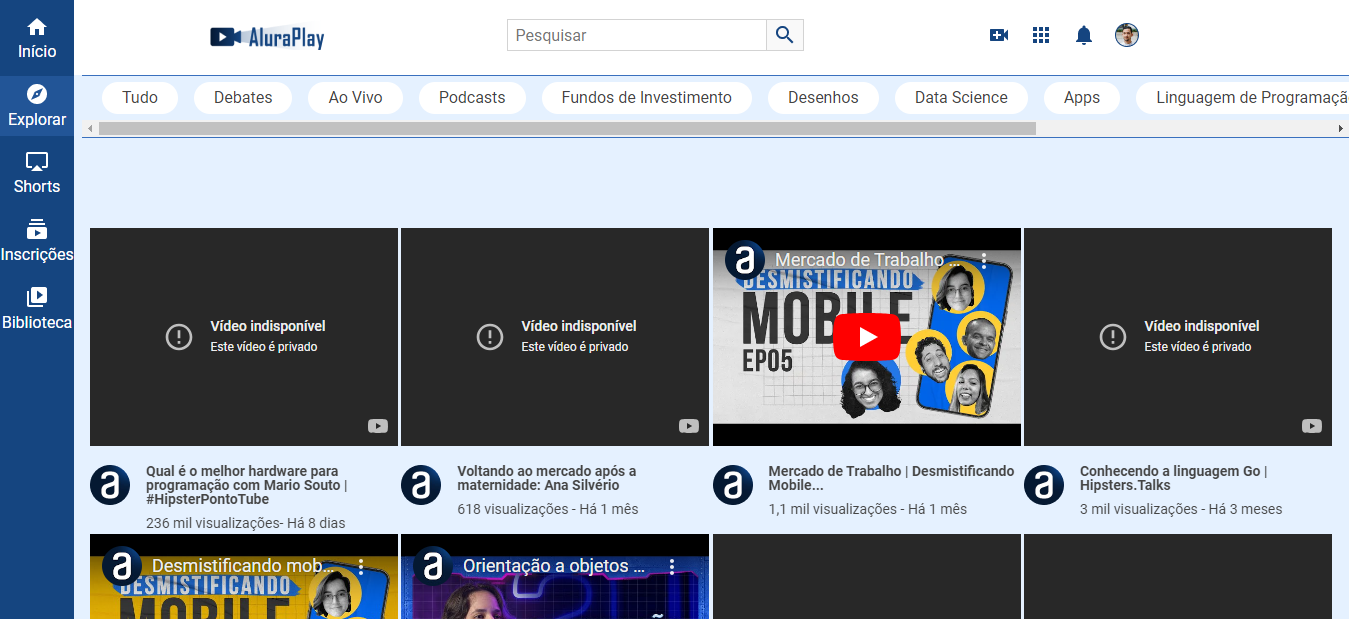 Início
Explorar
Shorts
Inscrições
Biblioteca
AluraPlay
Pesquisar
Tudo
Debates
Ao Vivo
Podcasts
Fundos de Investimento
Desenhos
Data Science
Apps
Linguagem de Programaçã
Vídeo indisponível
Este vídeo é privado
Vídeo indisponível
Este vídeo é privado
a
Mercado de Trabalho ...
DESMISTIFICANDO
MOBILE
EP05
Vídeo indisponível
Este vídeo é privado
a
Qual é o melhor hardware para
programação com Mario Souto |
#HipsterPontoTube
236 mil visualizações- Há 8 dias
a
Voltando ao mercado após a
maternidade: Ana Silvério
618 visualizações - Há 1 mês
a
Mercado de Trabalho | Desmistificando
Mobile...
1,1 mil visualizações - Há 1 mês
a
Conhecendo a linguagem Go |
Hipsters.Talks
3 mil visualizações - Há 3 meses
a
Desmistificando mob...
DESMISTIFICANDO
MOBILE
a
Orientação a objetos ...